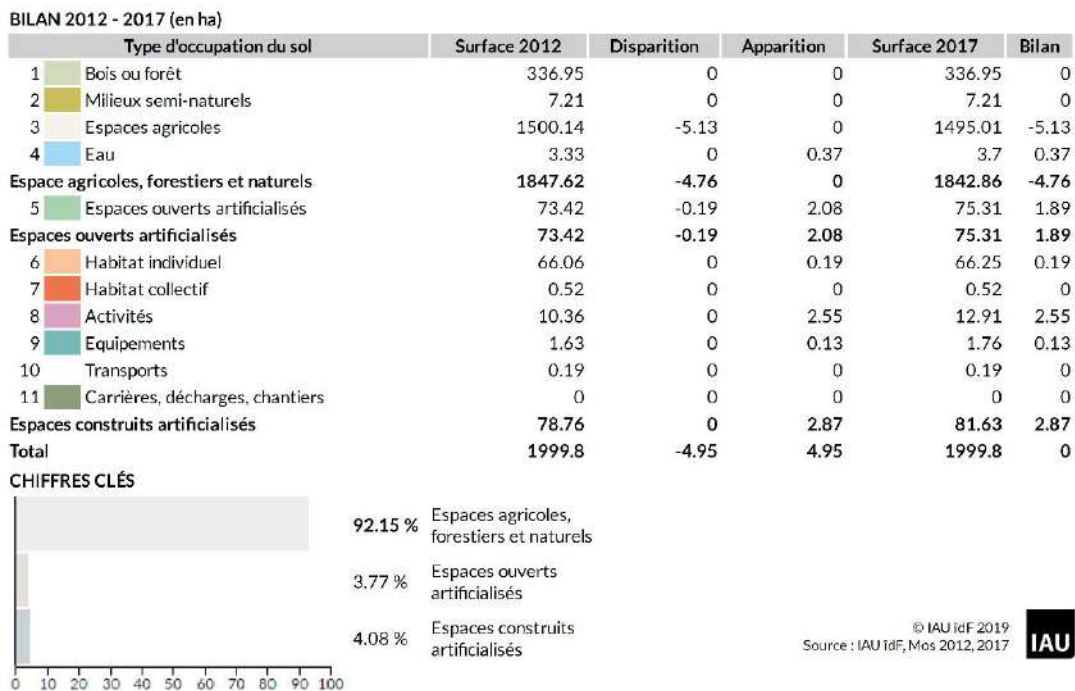 BILAN 2012 - 2017 (en ha)
Type d'occupation du sol Surface 2012 Disparition Apparition Surface 2017 Bilan
1 Bois ou forêt 336.95 0 0 336.95 0
2 Milieux semi-naturels 7.21 0 0 7.21 0
3 Espaces agricoles 1500.14 -5.13 0 1495.01 -5.13
4 Eau 3.33 0 0.37 3.7 0.37
Espace agricoles, forestiers et naturels 1847.62 -4.76 0 1842.86 -4.76
5 Espaces ouverts artificialisés 73.42 -0.19 2.08 75.31 1.89
Espaces ouverts artificialisés 73.42 -0.19 2.08 75.31 1.89
6 Habitat individuel 66.06 0 0.19 66.25 0.19
7 Habitat collectif 0.52 0 0 0.52 0
8 Activités 10.36 0 2.55 12.91 2.55
9 Equipements 1.63 0 0.13 1.76 0.13
10 Transports 0.19 0 0 0.19 0
11 Carrières, décharges, chantiers 0 0 0 0 0
Espaces construits artificialisés 78.76 0 2.87 81.63 2.87
Total 1999.8 -4.95 4.95 1999.8 0
CHIFFRES CLÉS
92.15 % Espaces agricoles,
forestiers et naturels
3.77 % Espaces ouverts
artificialisés
4.08 % Espaces construits
artificialisés
0 10 20 30 40 50 60 70 80 90 100
© IAU îdF 2019
Source : IAU îdF, Mos 2012, 2017
IAU